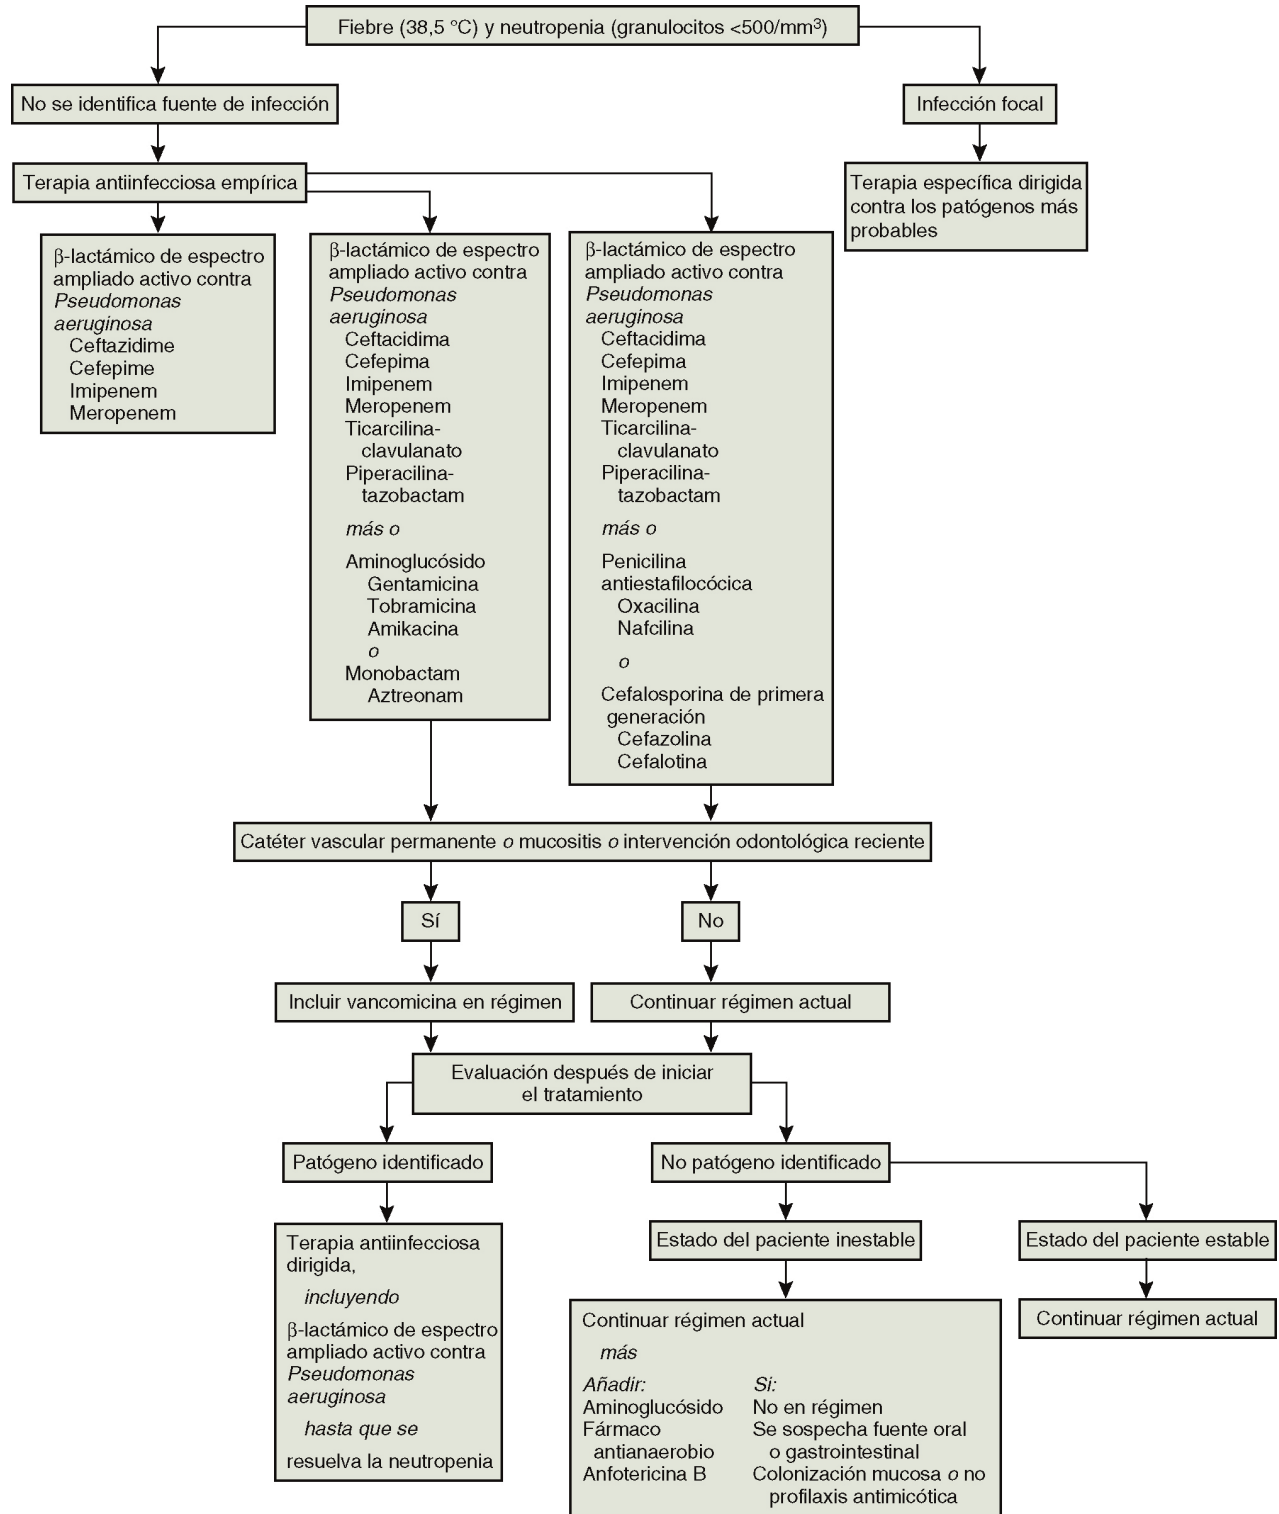 Fiebre (38,5 °C) y neutropenia (granulocitos <500/mm³)
No se identifica fuente de infección
Infección focal
Terapia antiinfecciosa empírica
Terapia específica dirigida
contra los patógenos más
probables
β-lactámico de espectro
ampliado activo contra
Pseudomonas
aeruginosa
Ceftazidime
Cefepime
Imipenem
Meropenem
β-lactámico de espectro
ampliado activo contra
Pseudomonas
aeruginosa
Ceftacidima
Cefepima
Imipenem
Meropenem
Ticarcilina-
clavulanato
Piperacilina-
tazobactam
más o
Aminoglucósido
Gentamicina
Tobramicina
Amikacina
o
Monobactam
Aztreonam
β-lactámico de espectro
ampliado activo contra
Pseudomonas
aeruginosa
Ceftacidima
Cefepima
Imipenem
Meropenem
Ticarcilina-
clavulanato
Piperacilina-
tazobactam
más o
Penicilina
antiestafilocócica
Oxacilina
Nafcilina
o
Cefalosporina de primera
generación
Cefazolina
Cefalotina
Catéter vascular permanente o mucositis o intervención odontológica reciente
Sí
No
Incluir vancomicina en régimen
Continuar régimen actual
Evaluación después de iniciar
el tratamiento
Patógeno identificado
No patógeno identificado
Terapia antiinfecciosa
dirigida,
incluyendo
β-lactámico de espectro
ampliado activo contra
Pseudomonas
aeruginosa
hasta que se
resuelva la neutropenia
Estado del paciente inestable
Estado del paciente estable
Continuar régimen actual
más
Añadir: Si:
Aminoglucósido No en régimen
Fármaco Se sospecha fuente oral
antianaerobio o gastrointestinal
Anfotericina B Colonización mucosa o no
profilaxis antimicótica
Continuar régimen actual